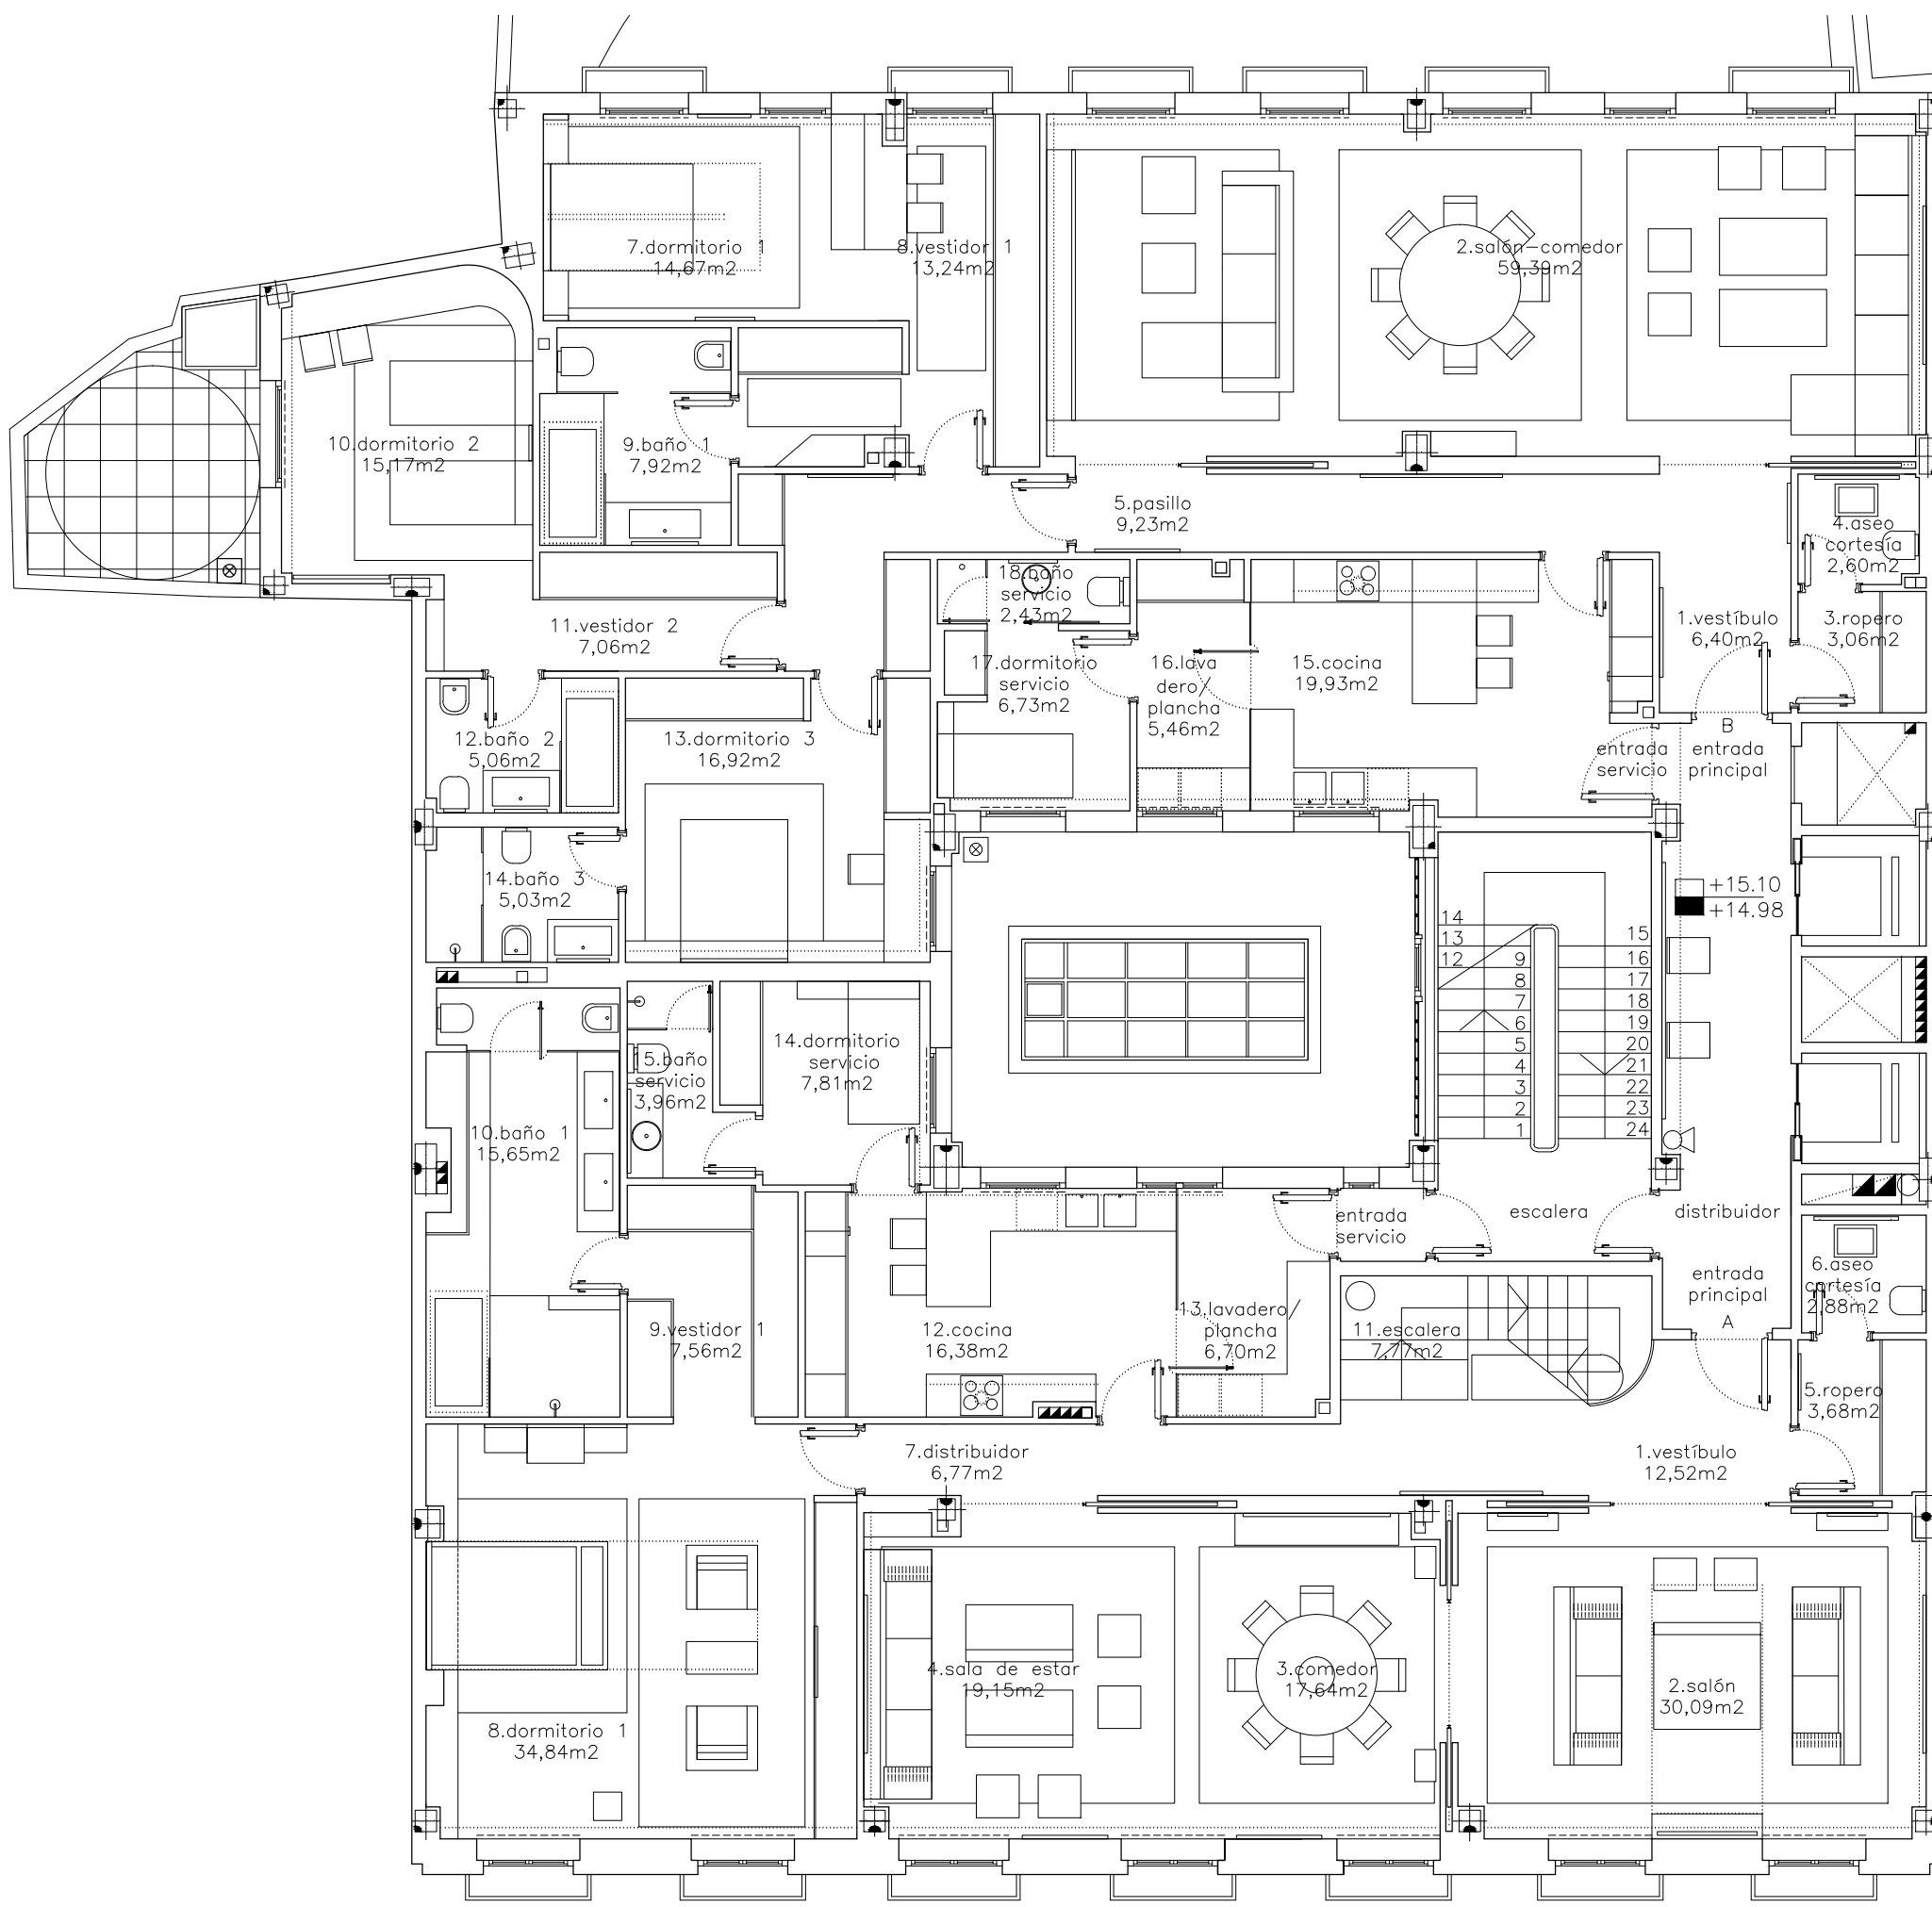 7.dormitorio 1
14,67m2
8.vestidor 1
13,24m2
2.salón-comedor
59,39m2
10.dormitorio 2
15,17m2
9.baño 1
7,92m2
5.pasillo
9,23m2
4.aseo
cortesía
2,60m2
18.baño
servicio
2,43m2
11.vestidor 2
7,06m2
17.dormitorio
servicio
6,73m2
16.lava
dero/
plancha
5,46m2
15.cocina
19,93m2
1.vestíbulo
6,40m2
3.ropero
3,06m2
12.baño 2
5,06m2
13.dormitorio 3
16,92m2
entrada
servicio
B
entrada
principal
14.baño 3
5,03m2
+15.10
+14.98
14
13
12
9
8
7
6
5
4
3
2
1
15
16
17
18
19
20
21
22
23
24
15.baño
servicio
3,96m2
14.dormitorio
servicio
7,81m2
10.baño 1
15,65m2
entrada
servicio
escalera
distribuidor
entrada
principal
A
6.aseo
cortesía
2,88m2
9.vestidor 1
7,56m2
12.cocina
16,38m2
13.lavadero/
plancha
6,70m2
11.escalera
7,77m2
5.ropero
3,68m2
7.distribuidor
6,77m2
1.vestíbulo
12,52m2
4.sala de estar
19,15m2
3.comedor
17,64m2
2.salón
30,09m2
8.dormitorio 1
34,84m2